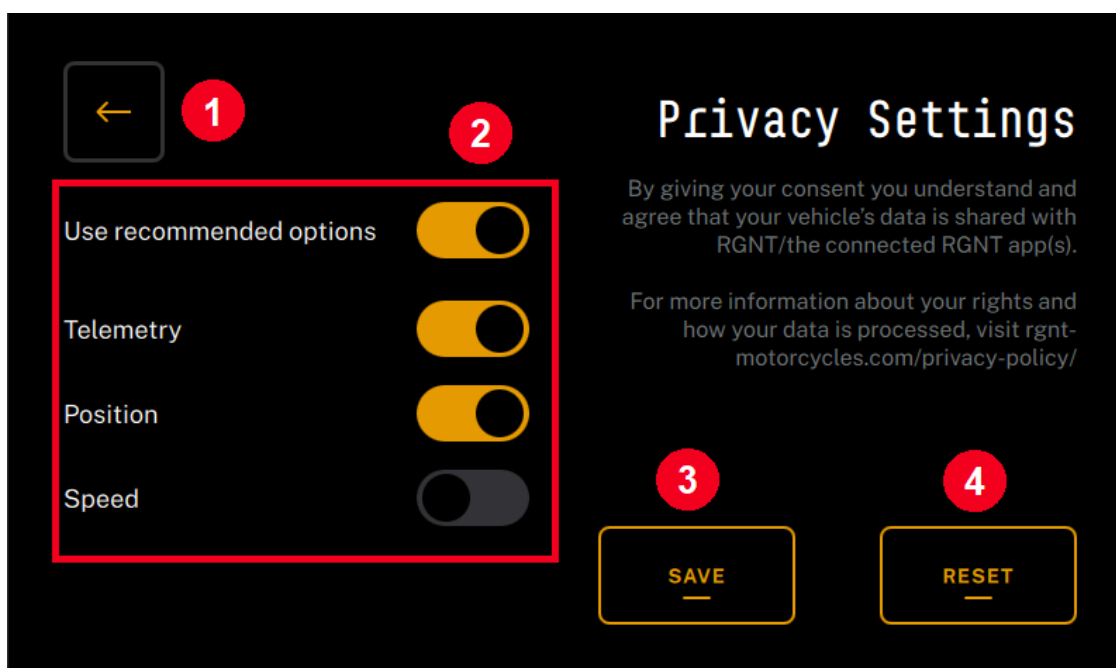 ←
1
2
Privacy Settings
By giving your consent you understand and
agree that your vehicle's data is shared with
RGNT/the connected RGNT app(s).
For more information about your rights and
how your data is processed, visit rgnt-
motorcycles.com/privacy-policy/
Use recommended options
Telemetry
Position
Speed
3
4
SAVE
RESET